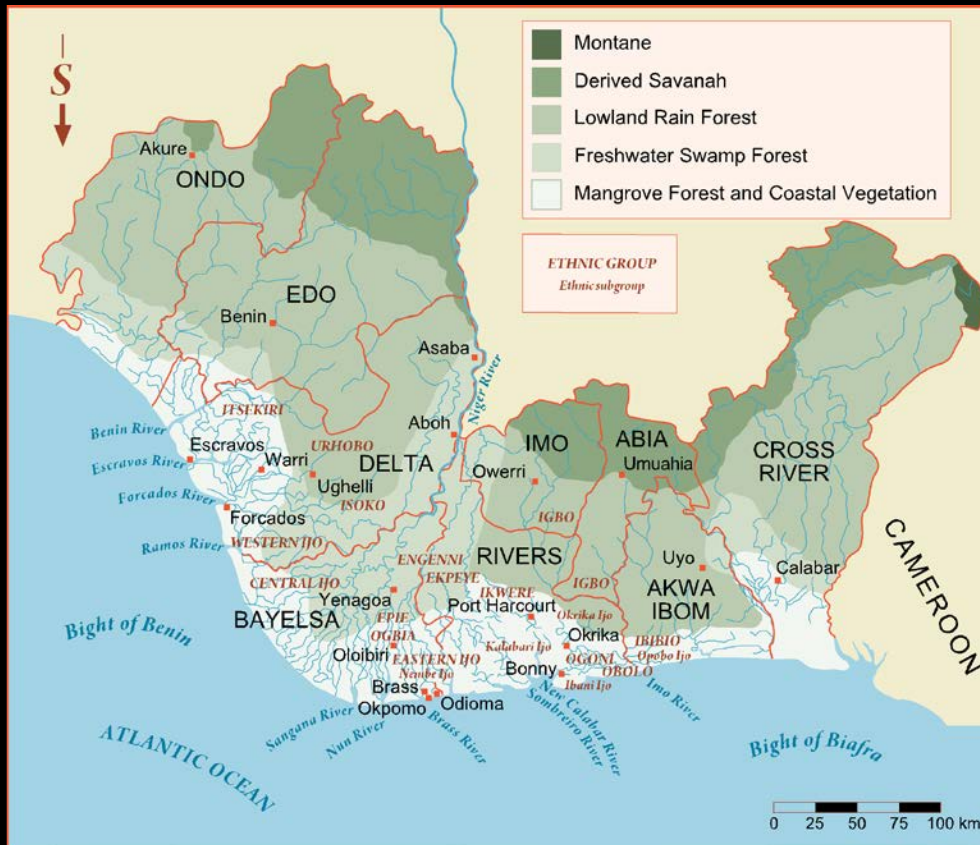 S
Montane
Derived Savanah
Lowland Rain Forest
Freshwater Swamp Forest
Mangrove Forest and Coastal Vegetation
ETHNIC GROUP
Ethnic subgroup
Akure
ONDO
EDO
Benin
Asaba
Niger River
Aboh
ITSEKIRI
Benin River
Escravos
Escravos River
Warri
URHOBO
DELTA
Ughelli
ISOKO
Forcados River
Forcados
Ramos River
WESTERN IJO
IMO
Owerri
IGBO
ABIA
Umuahia
CROSS
RIVER
CAMEROON
ENGENNI
EKPEYE
RIVERS
IGBO
Uyo
AKWA
IBOM
Calabar
CENTRAL IJO
Yenagoa
IKWERE
Port Harcourt
Okrika Ijo
BAYELSA
EPIE
OGBIA
Oloibiri
EASTERN IJO
Nembe Ijo
Kalabari Ijo
Okrika
OGONI
OBOLO
IBIBIO
Opobo Ijo
Bonny
Ibani Ijo
Brass
Okpomo
Odioma
Bight of Benin
Sangana River
Nun River
Brass River
New Calabar River
Sombreiro River
Imo River
ATLANTIC OCEAN
Bight of Biafra
0 25 50 75 100 km